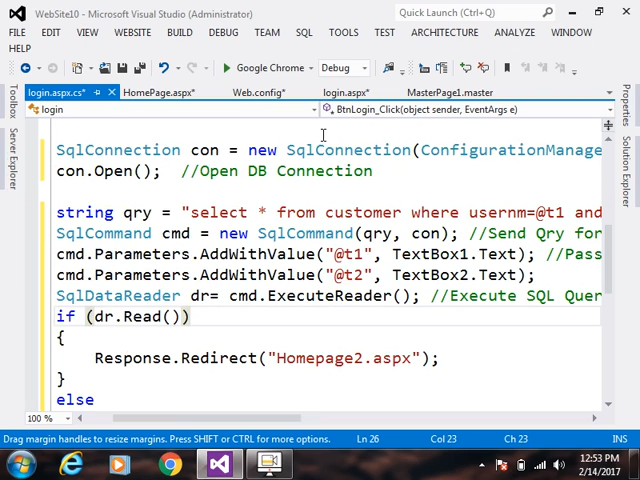 WebSite10 - Microsoft Visual Studio (Administrator)
Quick Launch (Ctrl+Q)
FILE EDIT VIEW WEBSITE BUILD DEBUG TEAM SQL TOOLS TEST ARCHITECTURE ANALYZE WINDOW
HELP
Google Chrome Debug
login.aspx.cs* HomePage.aspx* Web.config* login.aspx* MasterPage1.master
login BtnLogin_Click(object sender, EventArgs e)
Toolbox
Server Explorer
Properties
SqlConnection con = new SqlConnection(ConfigurationManage
con.Open(); //Open DB Connection
string qry = "select * from customer where usernm=@t1 and
SqlCommand cmd = new SqlCommand(qry, con); //Send Qry for
cmd.Parameters.AddWithValue("@t1", TextBox1.Text); //Pas
cmd.Parameters.AddWithValue("@t2", TextBox2.Text);
SqlDataReader dr= cmd.ExecuteReader(); //Execute SQL Quer
if (dr.Read())
{
Response.Redirect("Homepage2.aspx");
}
else
100 %
Drag margin handles to resize margins. Press SHIFT or CTRL for more options. Ln 26 Col 23 Ch 23 INS
12:53 PM
2/14/2017